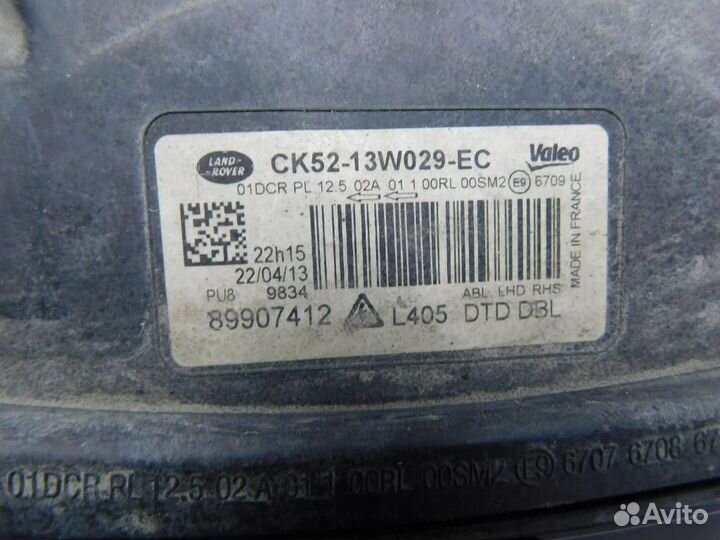 LAND-
ROVER
CK52-13W029-EC
Valeo
01DCR PL 12.5 02A 01 1 00RL 00SM2 E9 6709
22h15
22/04/13
PU8 9834
ABL LHD RHS
MADE IN FRANCE
89907412 L405 DTD DBL
01DCR RL 12.5 02 A 01 1 00RL 00SM2 E9 6707 6708 67
Avito